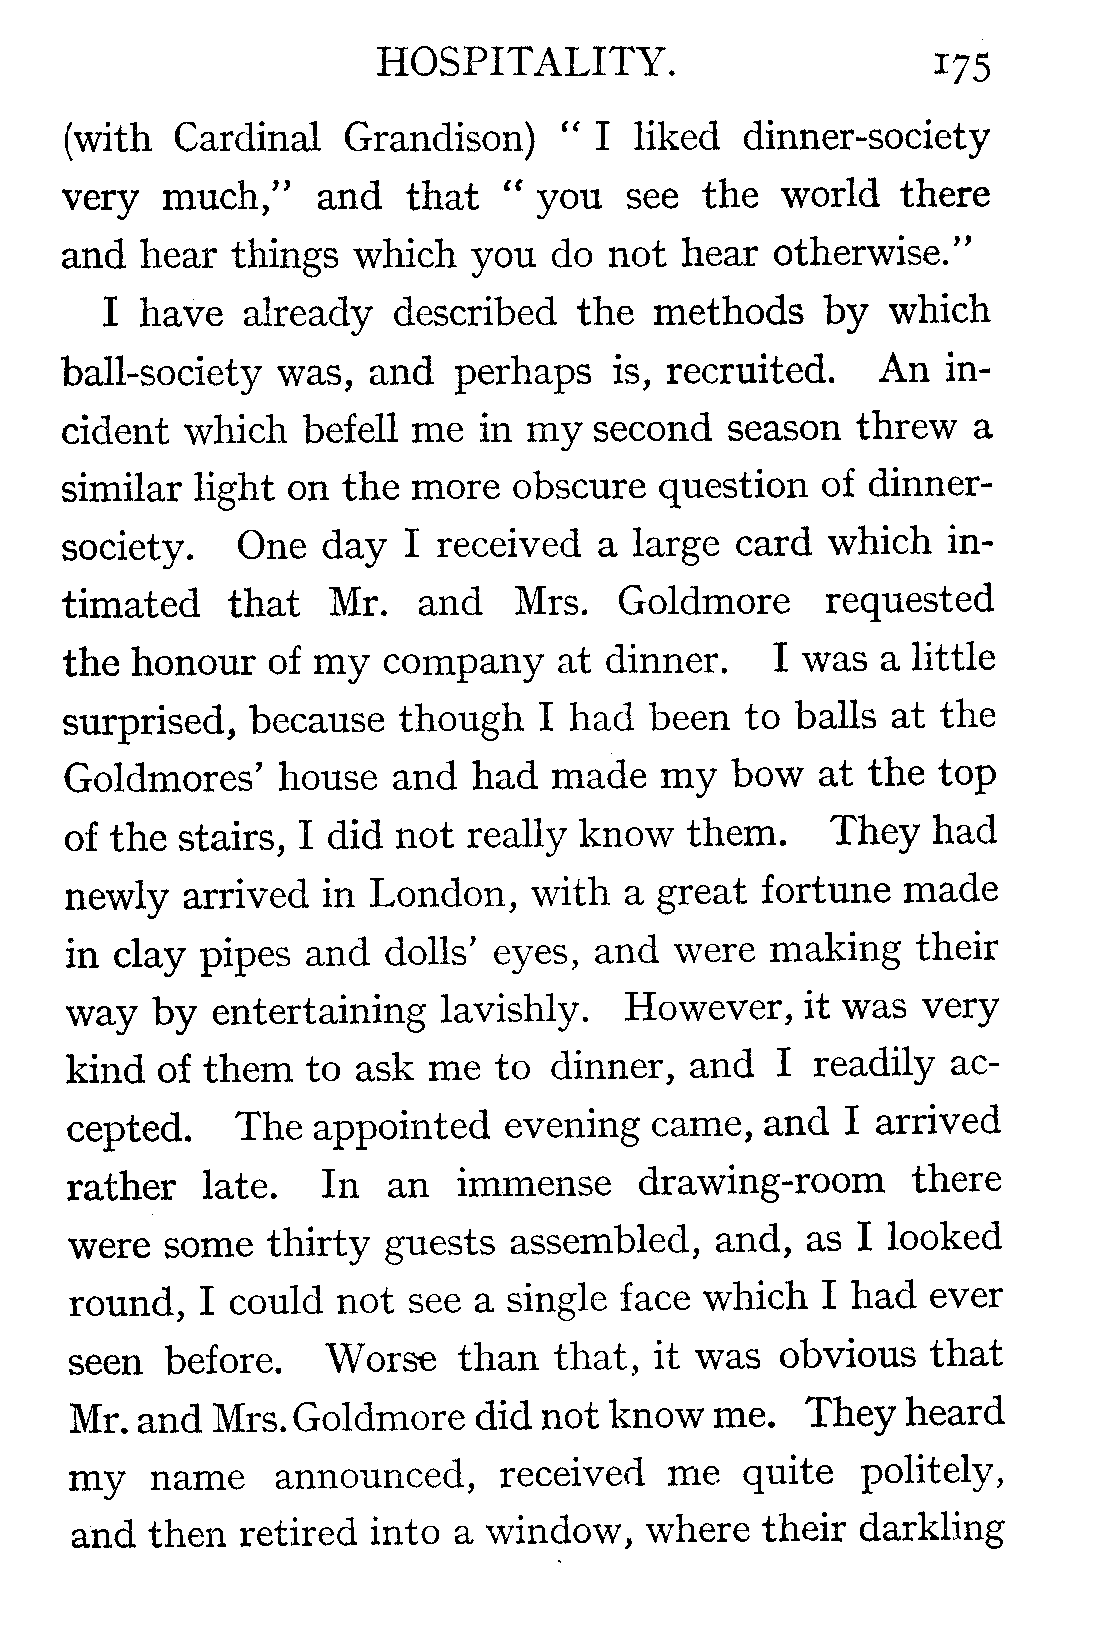 HOSPITALITY. 175
(with Cardinal Grandison) “ I liked dinner-society
very much,” and that “ you see the world there
and hear things which you do not hear otherwise.”
I have already described the methods by which
ball-society was, and perhaps is, recruited. An in-
cident which befell me in my second season threw a
similar light on the more obscure question of dinner-
society. One day I received a large card which in-
timated that Mr. and Mrs. Goldmore requested
the honour of my company at dinner. I was a little
surprised, because though I had been to balls at the
Goldmores’ house and had made my bow at the top
of the stairs, I did not really know them. They had
newly arrived in London, with a great fortune made
in clay pipes and dolls’ eyes, and were making their
way by entertaining lavishly. However, it was very
kind of them to ask me to dinner, and I readily ac-
cepted. The appointed evening came, and I arrived
rather late. In an immense drawing-room there
were some thirty guests assembled, and, as I looked
round, I could not see a single face which I had ever
seen before. Worse than that, it was obvious that
Mr. and Mrs. Goldmore did not know me. They heard
my name announced, received me quite politely,
and then retired into a window, where their darkling